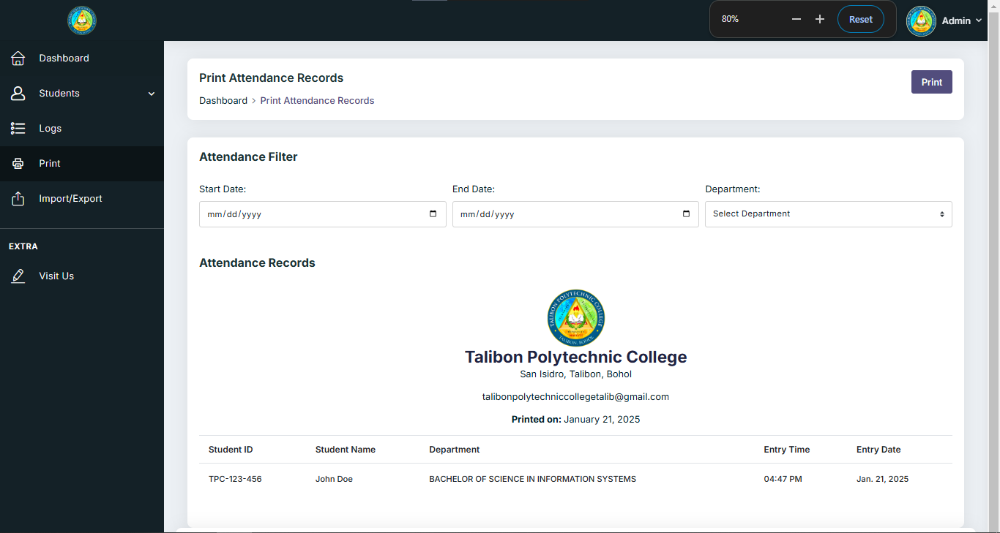 80%
Reset
Admin
Dashboard
Students
Logs
Print
Import/Export
EXTRA
Visit Us
Print Attendance Records
Print
Dashboard > Print Attendance Records
Attendance Filter
Start Date: End Date: Department:
mm/dd/yyyy mm/dd/yyyy Select Department
Attendance Records
TALIBON POLYTECHNIC COLLEGE
TALIBON, BOHOL
Talibon Polytechnic College
San Isidro, Talibon, Bohol
talibonpolytechniccollegetalib@gmail.com
Printed on: January 21, 2025
Student ID Student Name Department Entry Time Entry Date
TPC-123-456 John Doe BACHELOR OF SCIENCE IN INFORMATION SYSTEMS 04:47 PM Jan. 21, 2025